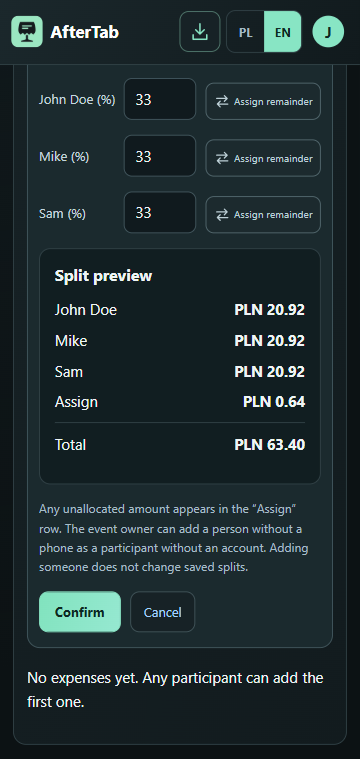 AfterTab
PL EN J
John Doe (%) 33 Assign remainder
Mike (%) 33 Assign remainder
Sam (%) 33 Assign remainder
Split preview
John Doe PLN 20.92
Mike PLN 20.92
Sam PLN 20.92
Assign PLN 0.64
Total PLN 63.40
Any unallocated amount appears in the “Assign”
row. The event owner can add a person without a
phone as a participant without an account. Adding
someone does not change saved splits.
Confirm Cancel
No expenses yet. Any participant can add the
first one.